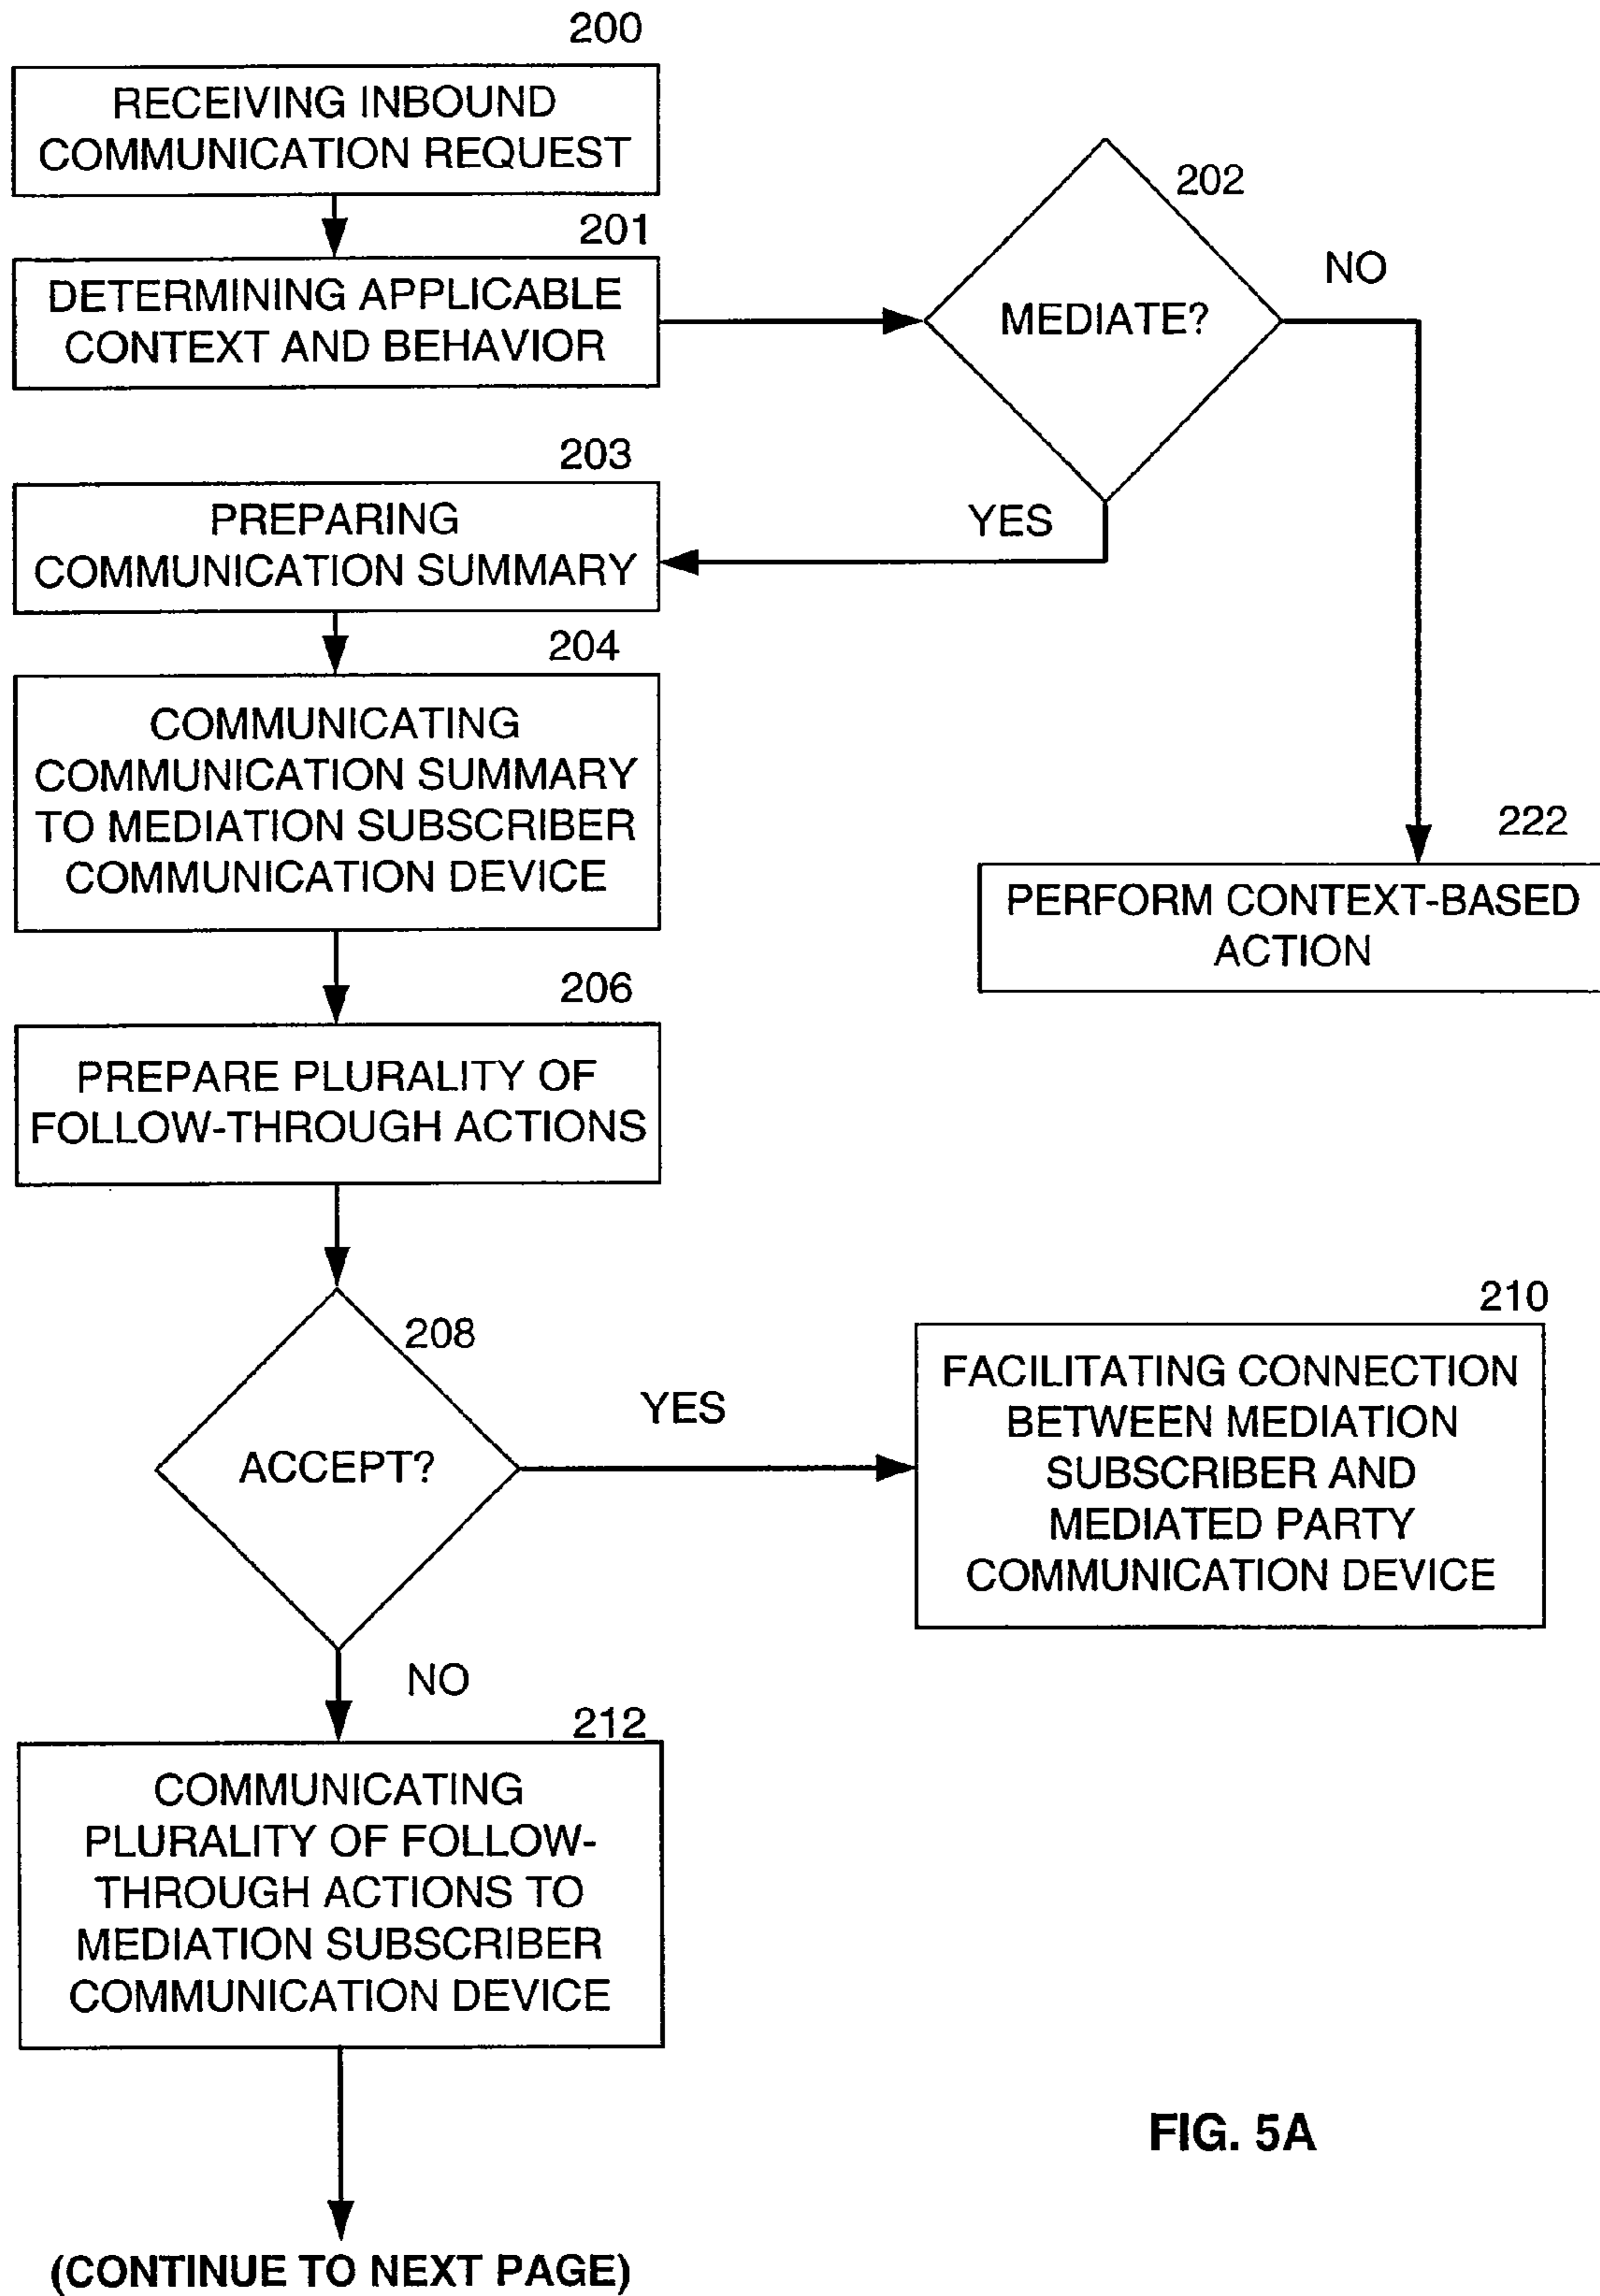 200
RECEIVING INBOUND
COMMUNICATION REQUEST
201
DETERMINING APPLICABLE
CONTEXT AND BEHAVIOR
202
MEDIATE?
NO
YES
203
PREPARING
COMMUNICATION SUMMARY
204
COMMUNICATING
COMMUNICATION SUMMARY
TO MEDIATION SUBSCRIBER
COMMUNICATION DEVICE
222
PERFORM CONTEXT-BASED
ACTION
206
PREPARE PLURALITY OF
FOLLOW-THROUGH ACTIONS
208
ACCEPT?
YES
210
FACILITATING CONNECTION
BETWEEN MEDIATION
SUBSCRIBER AND
MEDIATED PARTY
COMMUNICATION DEVICE
NO
212
COMMUNICATING
PLURALITY OF FOLLOW-
THROUGH ACTIONS TO
MEDIATION SUBSCRIBER
COMMUNICATION DEVICE
FIG. 5A
(CONTINUE TO NEXT PAGE)